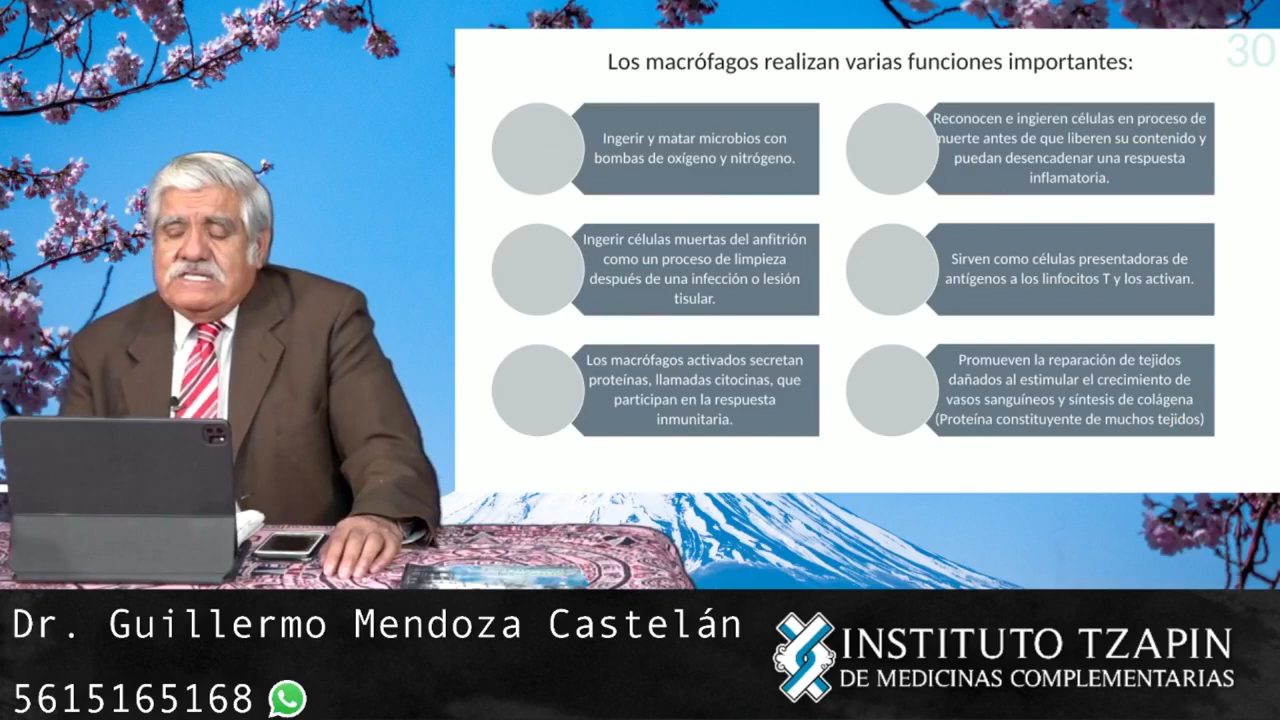 30
Los macrófagos realizan varias funciones importantes:
Ingerir y matar microbios con
bombas de oxígeno y nitrógeno.
Reconocen e ingieren células en proceso de
muerte antes de que liberen su contenido y
puedan desencadenar una respuesta
inflamatoria.
Ingerir células muertas del anfitrión
como un proceso de limpieza
después de una infección o lesión
tisular.
Sirven como células presentadoras de
antígenos a los linfocitos T y los activan.
Los macrófagos activados secretan
proteínas, llamadas citocinas, que
participan en la respuesta
inmunitaria.
Promueven la reparación de tejidos
dañados al estimular el crecimiento de
vasos sanguíneos y síntesis de colágena
(Proteína constituyente de muchos tejidos)
Dr. Guillermo Mendoza Castelán
5615165168
INSTITUTO TZAPIN
DE MEDICINAS COMPLEMENTARIAS